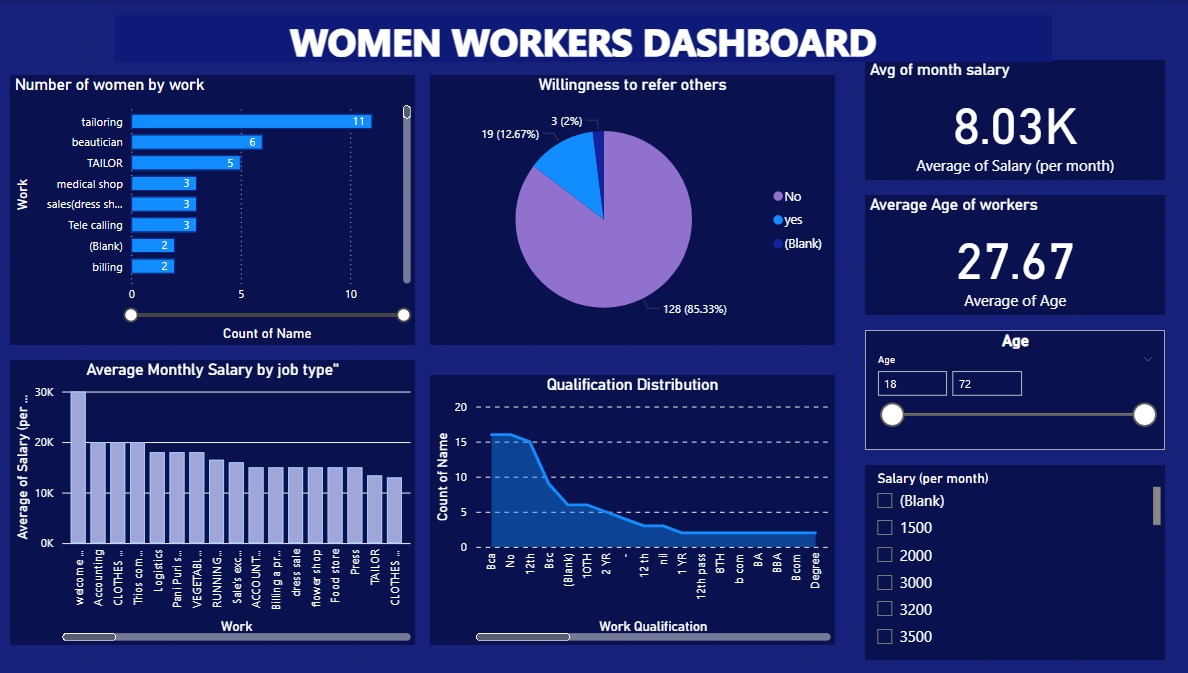 WOMEN WORKERS DASHBOARD
Number of women by work
Work
tailoring 11
beautician 6
TAILOR 5
medical shop 3
sales(dress sh... 3
Tele calling 3
(Blank) 2
billing 2
0 5 10
Count of Name
Willingness to refer others
3 (2%)
19 (12.67%)
128 (85.33%)
No
yes
(Blank)
Avg of month salary
8.03K
Average of Salary (per month)
Average Age of workers
27.67
Average of Age
Age
Age
18 72
Average Monthly Salary by job type"
Average of Salary (per ...
30K
20K
10K
0K
welcome ...
Accounting
CLOTHES ...
Trios com...
Logistics
Pani Puri s...
VEGETABL...
RUNNING...
Sale's exc...
ACCOUNT...
Billing a pr...
dress sale
flower shop
Food store
Press
TAILOR
CLOTHES ...
Work
Qualification Distribution
Count of Name
20
15
10
5
0
Bca
No
12th
Bsc
(Blank)
10TH
2 YR
12 th
nil
1 YR
12th pass
8TH
b com
BA
BBA
Bcom
Degree
Work Qualification
Salary (per month)
(Blank)
1500
2000
3000
3200
3500